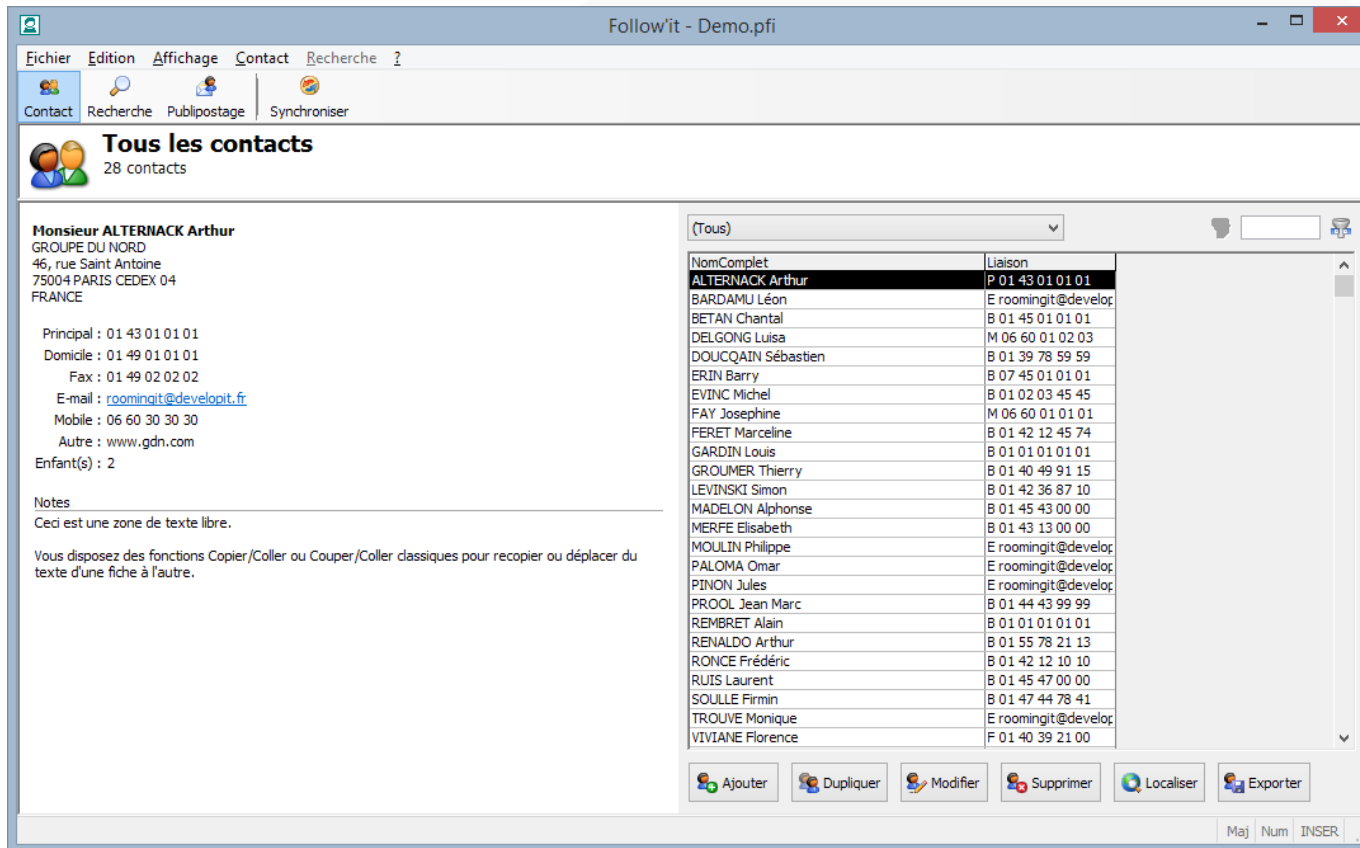 Follow'it - Demo.pfi
Fichier Edition Affichage Contact Recherche ?
Contact Recherche Publipostage Synchroniser
Tous les contacts
28 contacts
Monsieur ALTERNACK Arthur
GROUPE DU NORD
46, rue Saint Antoine
75004 PARIS CEDEX 04
FRANCE
Principal : 01 43 01 01 01
Domicile : 01 49 01 01 01
Fax : 01 49 02 02 02
E-mail : roomingit@developit.fr
Mobile : 06 60 30 30 30
Autre : www.gdn.com
Enfant(s) : 2
Notes
Ceci est une zone de texte libre.
Vous disposez des fonctions Copier/Coller ou Couper/Coller classiques pour recopier ou déplacer du
texte d'une fiche à l'autre.
(Tous)
NomComplet Liaison
ALTERNACK Arthur P 01 43 01 01 01
BARDAMU Léon E roomingit@develop
BETAN Chantal B 01 45 01 01 01
DELGONG Luisa M 06 60 01 02 03
DOUCQAIN Sébastien B 01 39 78 59 59
ERIN Barry B 07 45 01 01 01
EVINC Michel B 01 02 03 45 45
FAY Josephine M 06 60 01 01 01
FERET Marceline B 01 42 12 45 74
GARDIN Louis B 01 01 01 01 01
GROUMER Thierry B 01 40 49 91 15
LEVINSKI Simon B 01 42 36 87 10
MADELON Alphonse B 01 45 43 00 00
MERFE Elisabeth B 01 43 13 00 00
MOULIN Philippe E roomingit@develop
PALOMA Omar E roomingit@develop
PINON Jules E roomingit@develop
PROOL Jean Marc B 01 44 43 99 99
REMBRET Alain B 01 01 01 01 01
RENALDO Arthur B 01 55 78 21 13
RONCE Frédéric B 01 42 12 10 10
RUIS Laurent B 01 45 47 00 00
SOULLE Firmin B 01 47 44 78 41
TROUVE Monique E roomingit@develop
VIVIANE Florence F 01 40 39 21 00
Ajouter Dupliquer Modifier Supprimer Localiser Exporter
Maj Num INSER